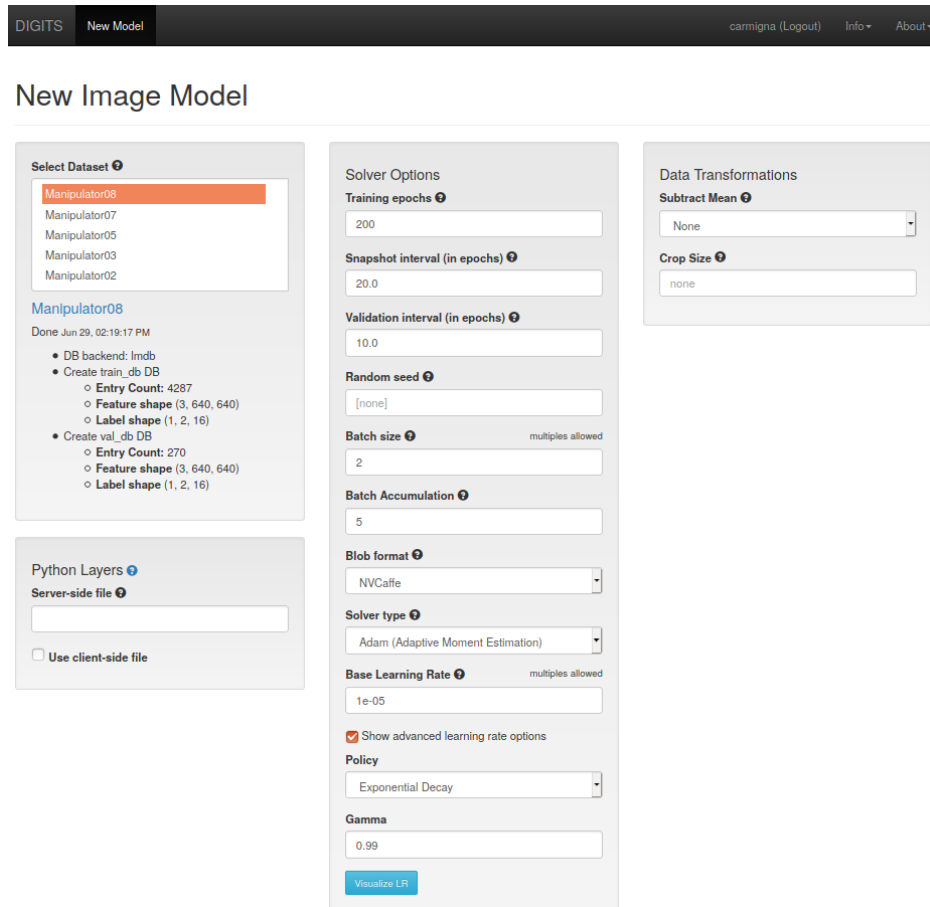 DIGITS New Model carmigna (Logout) Info About
New Image Model
Select Dataset
Manipulator08
Manipulator07
Manipulator05
Manipulator03
Manipulator02
Manipulator08
Done Jun 29, 02:19:17 PM
DB backend: lmdb
Create train_db DB
Entry Count: 4287
Feature shape (3, 640, 640)
Label shape (1, 2, 16)
Create val_db DB
Entry Count: 270
Feature shape (3, 640, 640)
Label shape (1, 2, 16)
Python Layers
Server-side file
Use client-side file
Solver Options
Training epochs
200
Snapshot interval (in epochs)
20.0
Validation interval (in epochs)
10.0
Random seed
[none]
Batch size multiples allowed
2
Batch Accumulation
5
Blob format
NVCaffe
Solver type
Adam (Adaptive Moment Estimation)
Base Learning Rate multiples allowed
1e-05
Show advanced learning rate options
Policy
Exponential Decay
Gamma
0.99
Visualize LR
Data Transformations
Subtract Mean
None
Crop Size
none